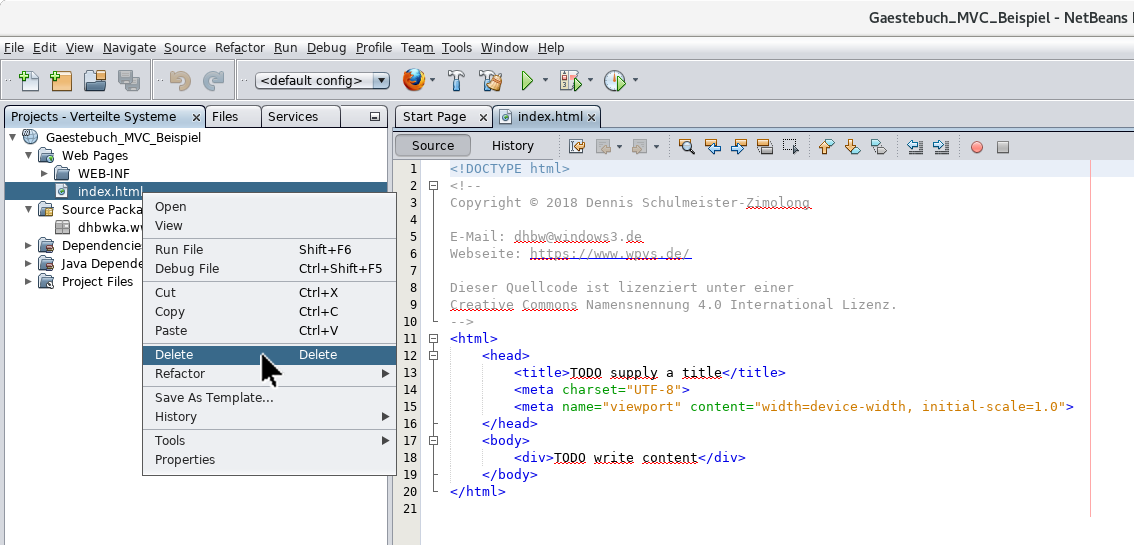 Gaestebuch_MVC_Beispiel - NetBeans
File Edit View Navigate Source Refactor Run Debug Profile Team Tools Window Help
<default config>
Projects - Verteilte Systeme × Files Services
Gaestebuch_MVC_Beispiel
Web Pages
WEB-INF
index.html
Source Packa
dhbwka.w
Dependencies
Java Depende
Project Files
Open
View
Run File Shift+F6
Debug File Ctrl+Shift+F5
Cut Ctrl+X
Copy Ctrl+C
Paste Ctrl+V
Delete Delete
Refactor
Save As Template...
History
Tools
Properties
Start Page × index.html ×
Source History
1 <!DOCTYPE html>
2 <!--
3 Copyright © 2018 Dennis Schulmeister-Zimolong
4
5 E-Mail: dhbw@windows3.de
6 Webseite: https://www.wpvs.de/
7
8 Dieser Quellcode ist lizenziert unter einer
9 Creative Commons Namensnennung 4.0 International Lizenz.
10 -->
11 <html>
12 <head>
13 <title>TODO supply a title</title>
14 <meta charset="UTF-8">
15 <meta name="viewport" content="width=device-width, initial-scale=1.0">
16 </head>
17 <body>
18 <div>TODO write content</div>
19 </body>
20 </html>
21